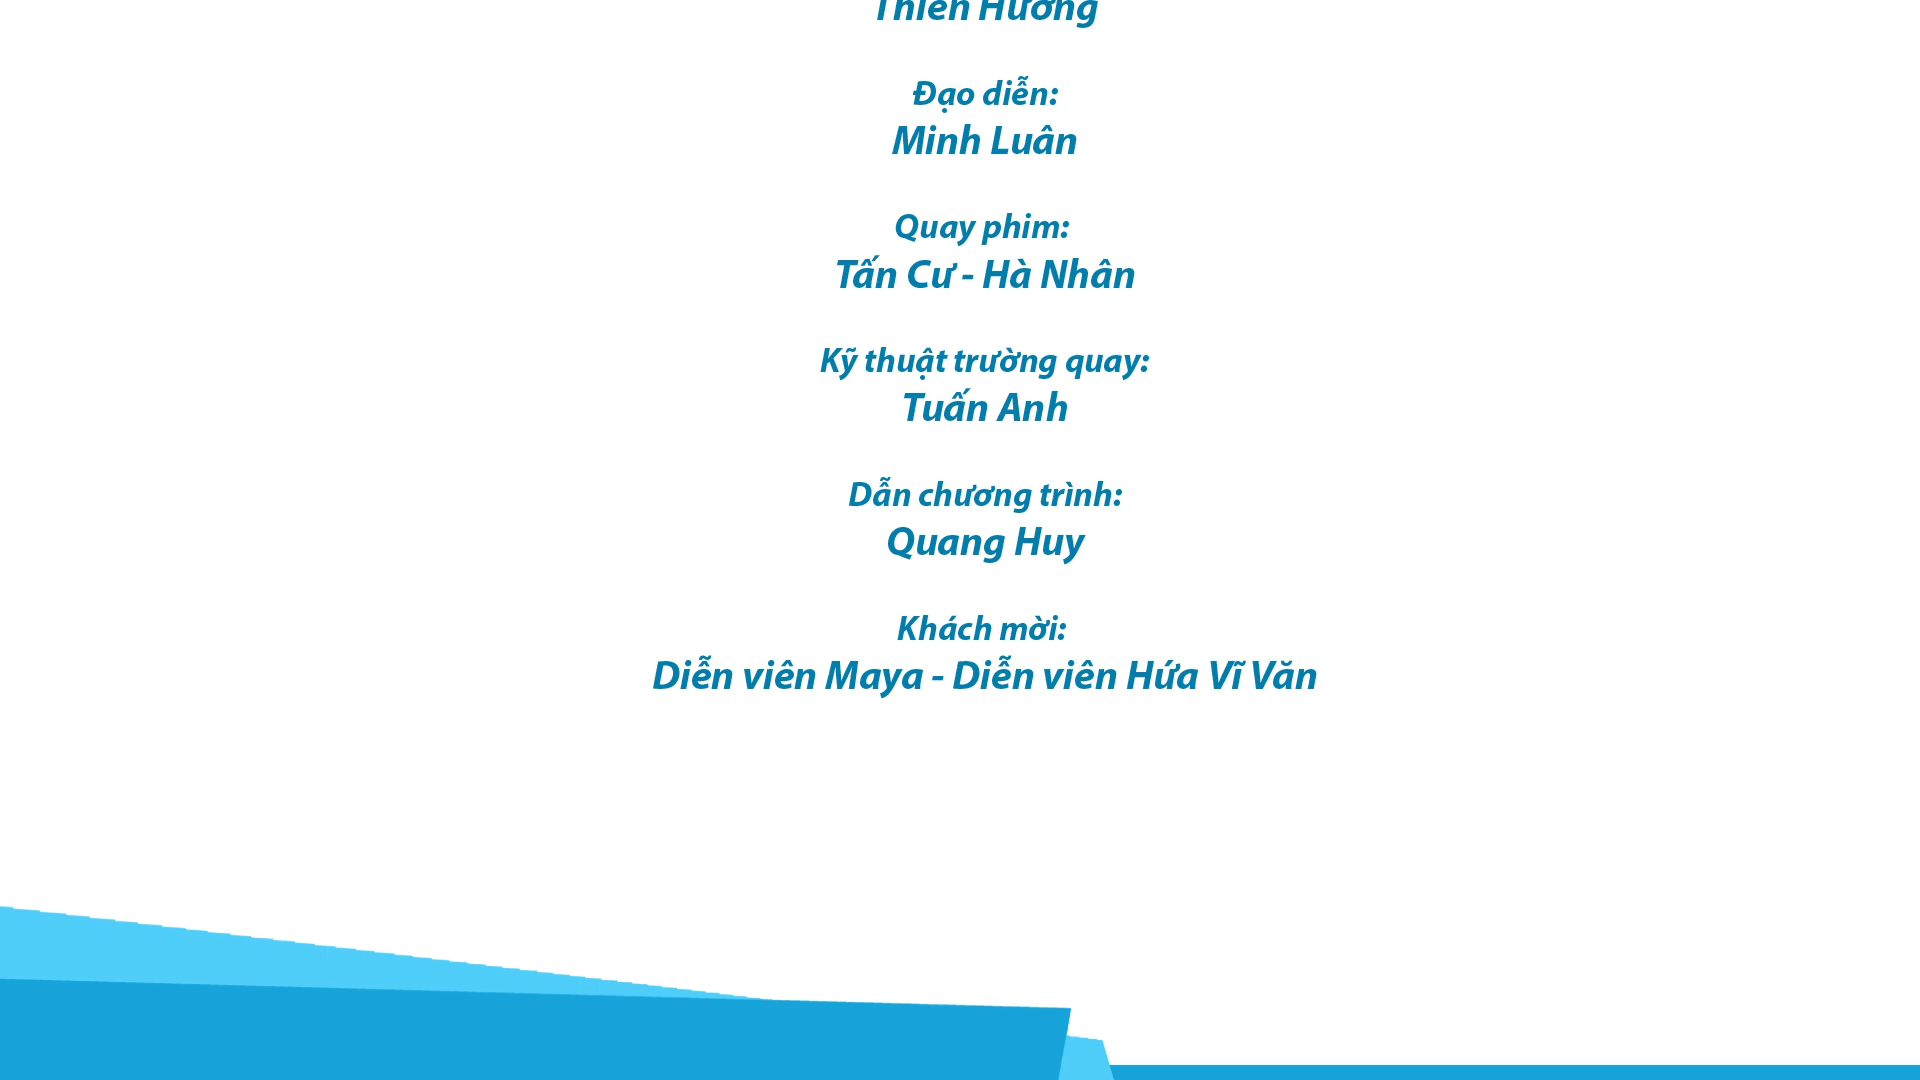 Đạo diễn:
Minh Luân
Quay phim:
Tấn Cư - Hà Nhân
Kỹ thuật trường quay:
Tuấn Anh
Dẫn chương trình:
Quang Huy
Khách mời:
Diễn viên Maya - Diễn viên Hứa Vĩ Văn